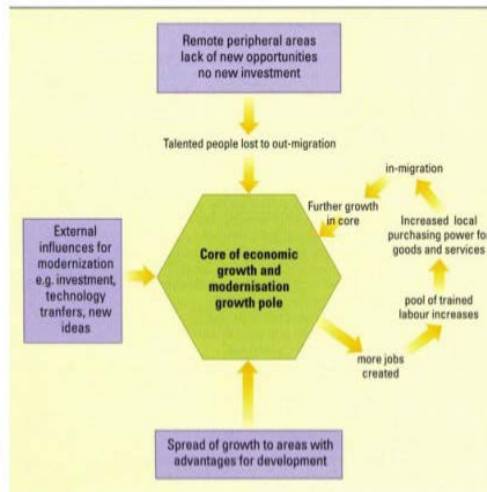 Remote peripheral areas
lack of new opportunities
no new investment
Talented people lost to out-migration
in-migration
Further growth
in core
Increased local
purchasing power for
goods and services
External
influences for
modernization
e.g. investment,
technology
tranfers, new
ideas
Core of economic
growth and
modernisation
growth pole
pool of trained
labour increases
more jobs
created
Spread of growth to areas with
advantages for development